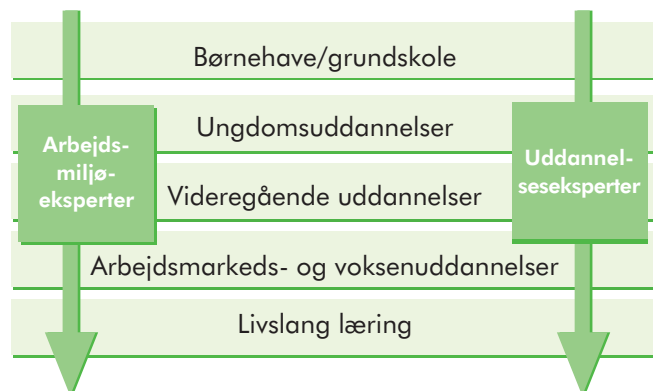 Børnehave/grundskole
Ungdomsuddannelser
Arbejds-
miljø-
eksperter
Uddannel-
seseksperter
Videregående uddannelser
Arbejdsmarkeds- og voksenuddannelser
Livslang læring